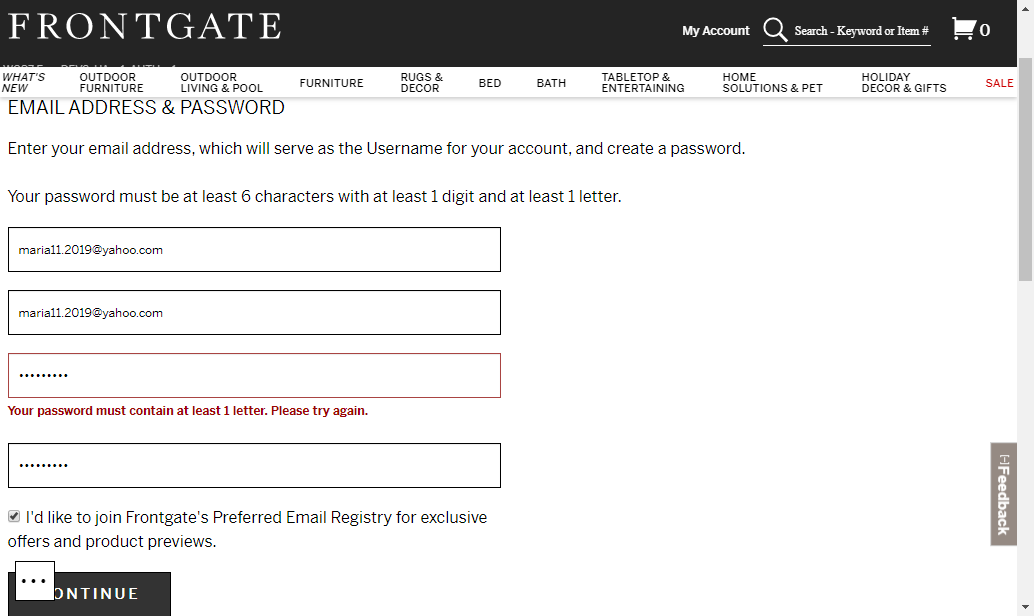 FRONTGATE
My Account
Search - Keyword or Item #
0
WHAT'S NEW
OUTDOOR FURNITURE
OUTDOOR LIVING & POOL
FURNITURE
RUGS & DECOR
BED
BATH
TABLETOP & ENTERTAINING
HOME SOLUTIONS & PET
HOLIDAY DECOR & GIFTS
SALE
EMAIL ADDRESS & PASSWORD
Enter your email address, which will serve as the Username for your account, and create a password.
Your password must be at least 6 characters with at least 1 digit and at least 1 letter.
maria11.2019@yahoo.com
maria11.2019@yahoo.com
•••••••••
Your password must contain at least 1 letter. Please try again.
•••••••••
I'd like to join Frontgate's Preferred Email Registry for exclusive
offers and product previews.
[-]Feedback
•••
ONTINUE